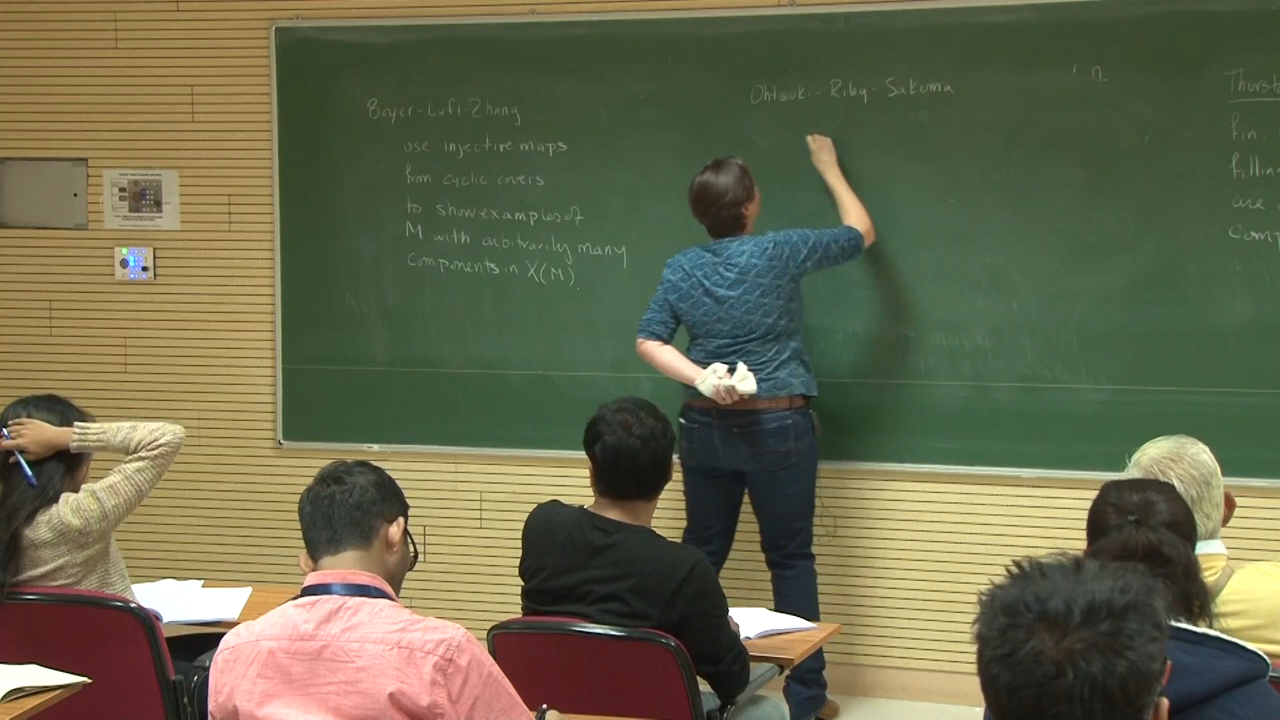 Boyer-Lufi-Zhang
use injective maps
from cyclic covers
to show examples of
M with arbitrarily many
components in X(M).
Ohtsuki-Riley-Sakuma
Thurst
fin.
filling
are
comp